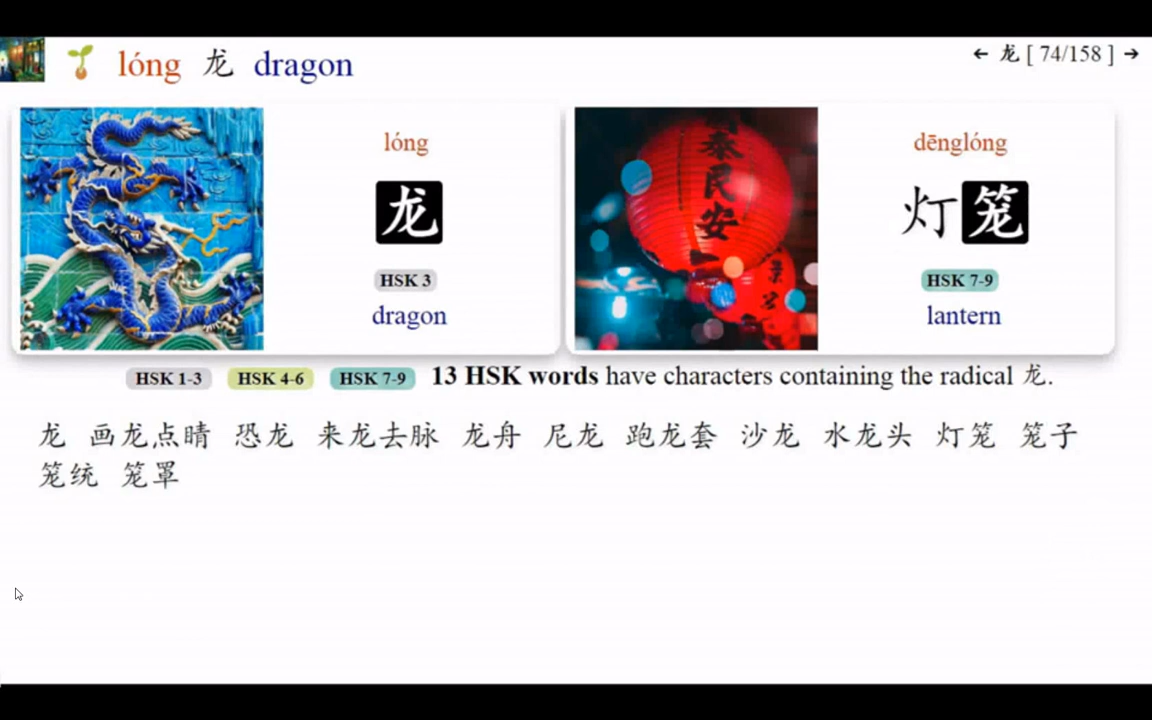 lóng 龙 dragon
← 龙 [ 74/158 ] →
lóng
龙
HSK 3
dragon
泰民安
dēnglóng
灯笼
HSK 7-9
lantern
HSK 1-3 HSK 4-6 HSK 7-9 13 HSK words have characters containing the radical 龙.
龙 画龙点睛 恐龙 来龙去脉 龙舟 尼龙 跑龙套 沙龙 水龙头 灯笼 笼子
笼统 笼罩